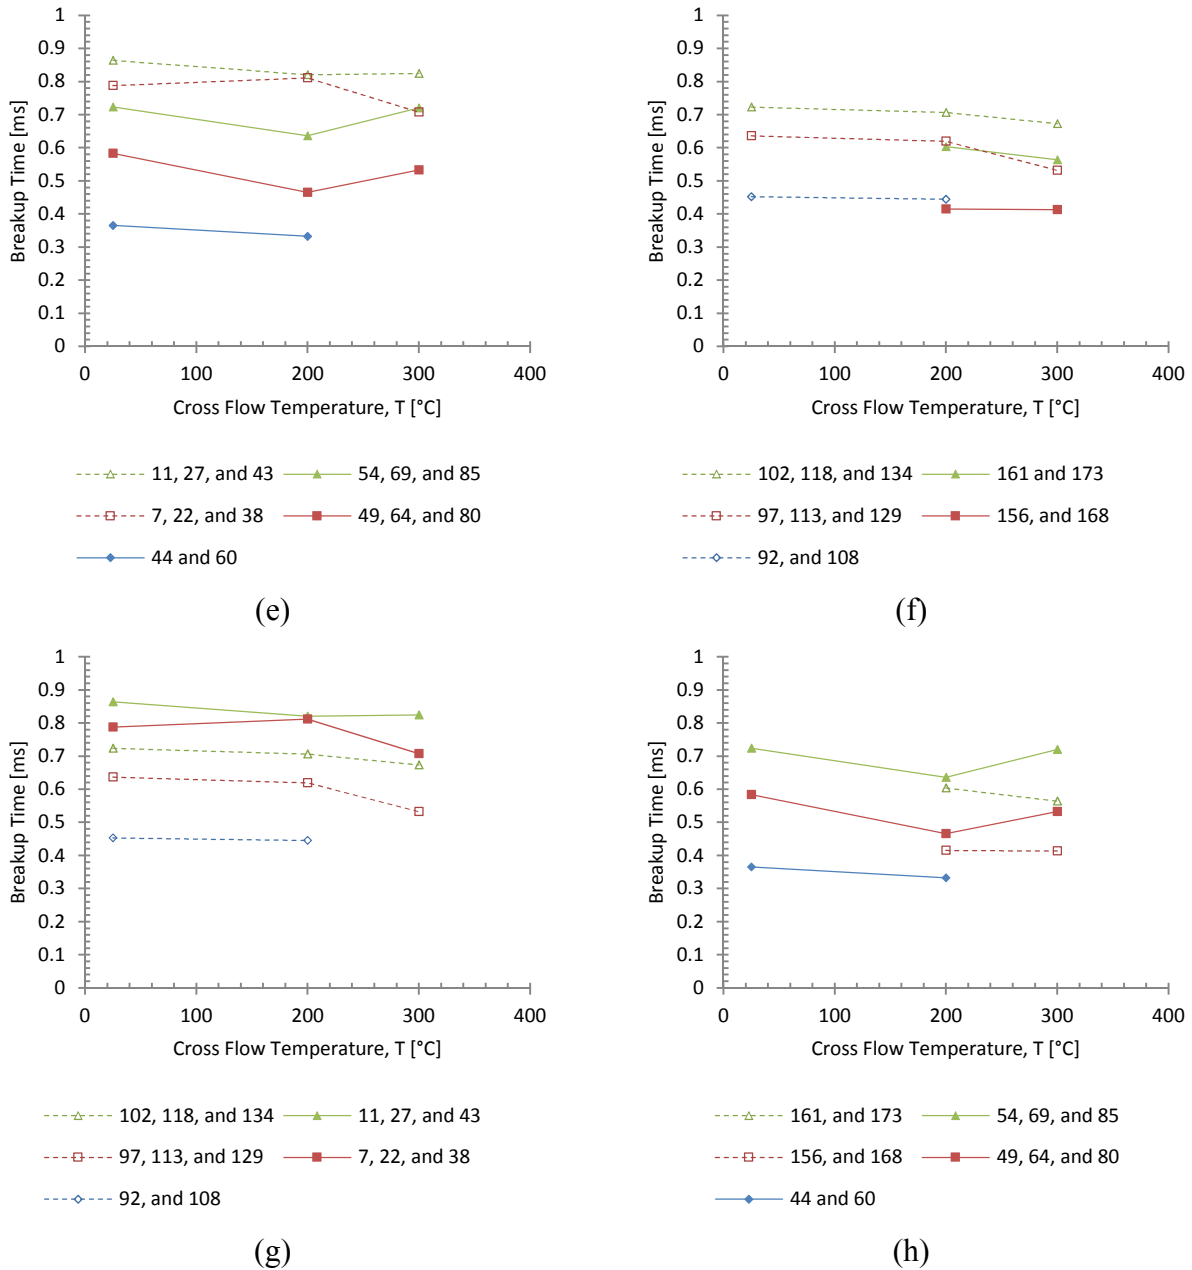 1
0.9
0.8
0.7
0.6
0.5
0.4
0.3
0.2
0.1
0
Breakup Time [ms]
0 100 200 300 400
Cross Flow Temperature, T [°C]
11, 27, and 43 54, 69, and 85
7, 22, and 38 49, 64, and 80
44 and 60
(e)
1
0.9
0.8
0.7
0.6
0.5
0.4
0.3
0.2
0.1
0
Breakup Time [ms]
0 100 200 300 400
Cross Flow Temperature, T [°C]
102, 118, and 134 161 and 173
97, 113, and 129 156, and 168
92, and 108
(f)
1
0.9
0.8
0.7
0.6
0.5
0.4
0.3
0.2
0.1
0
Breakup Time [ms]
0 100 200 300 400
Cross Flow Temperature, T [°C]
102, 118, and 134 11, 27, and 43
97, 113, and 129 7, 22, and 38
92, and 108
(g)
1
0.9
0.8
0.7
0.6
0.5
0.4
0.3
0.2
0.1
0
Breakup Time [ms]
0 100 200 300 400
Cross Flow Temperature, T [°C]
161, and 173 54, 69, and 85
156, and 168 49, 64, and 80
44 and 60
(h)